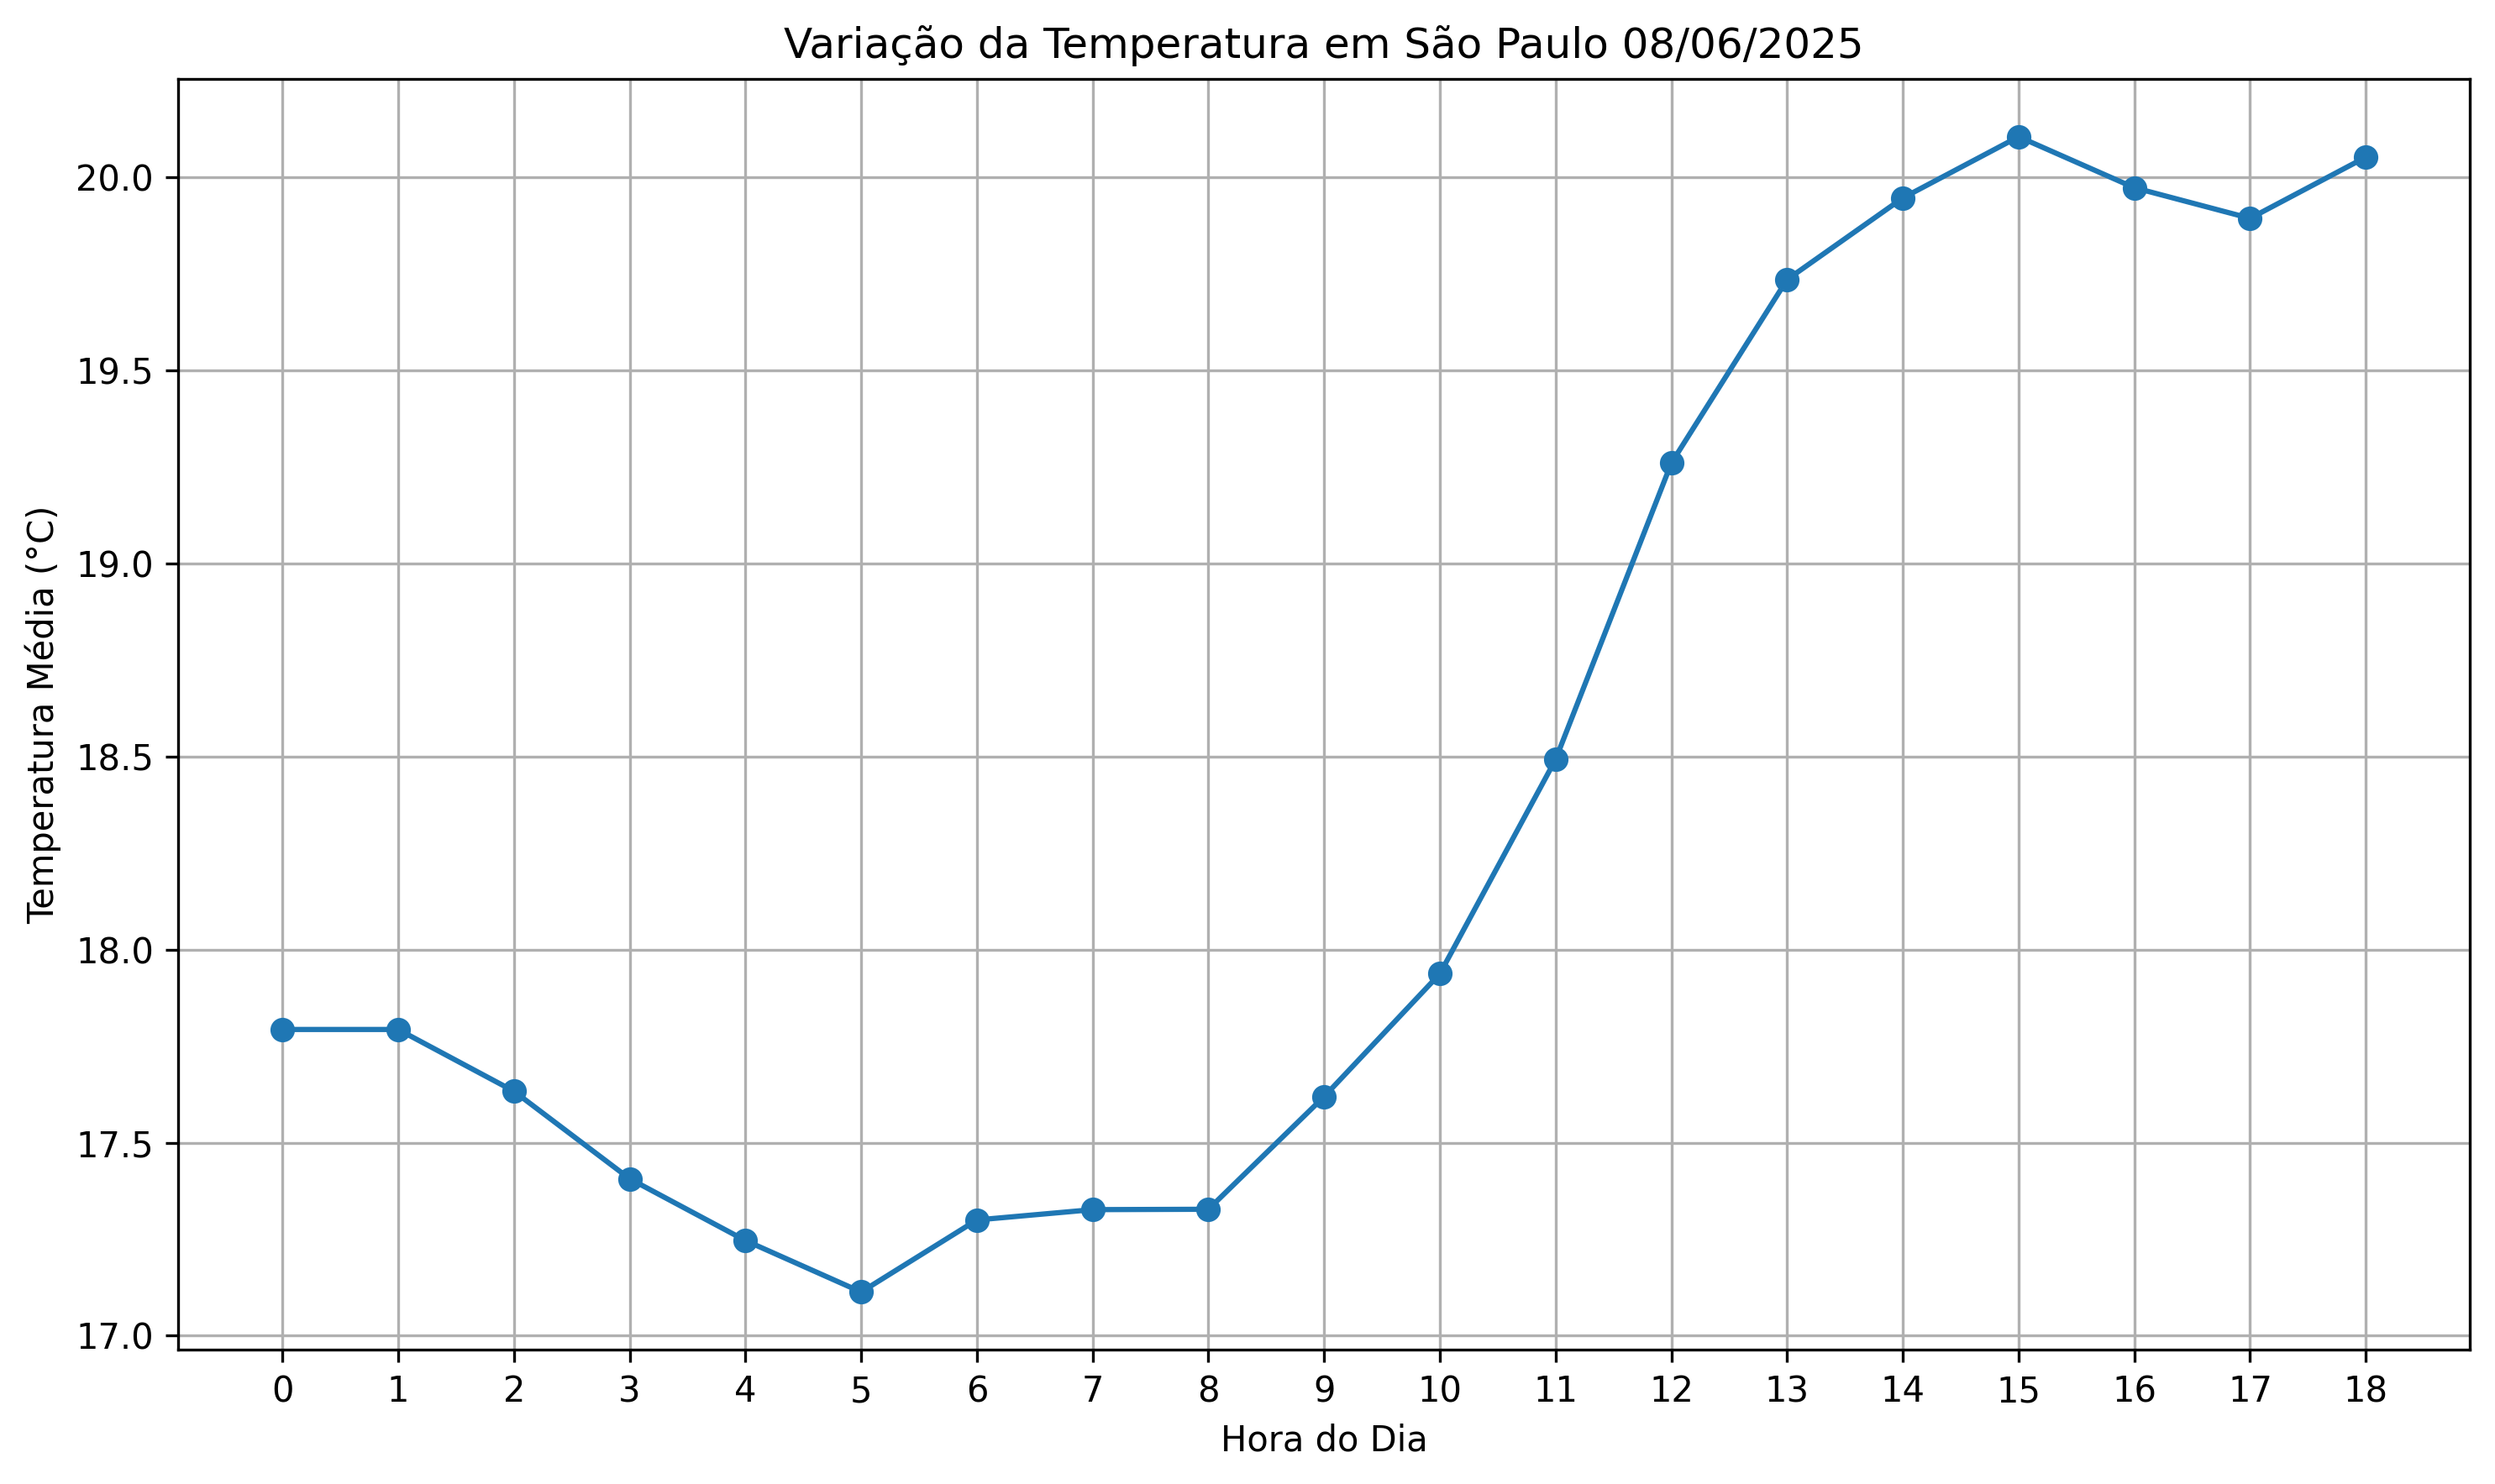 Variação da Temperatura em São Paulo 08/06/2025
Temperatura Média (°C)
20.0
19.5
19.0
18.5
18.0
17.5
17.0
0 1 2 3 4 5 6 7 8 9 10 11 12 13 14 15 16 17 18
Hora do Dia